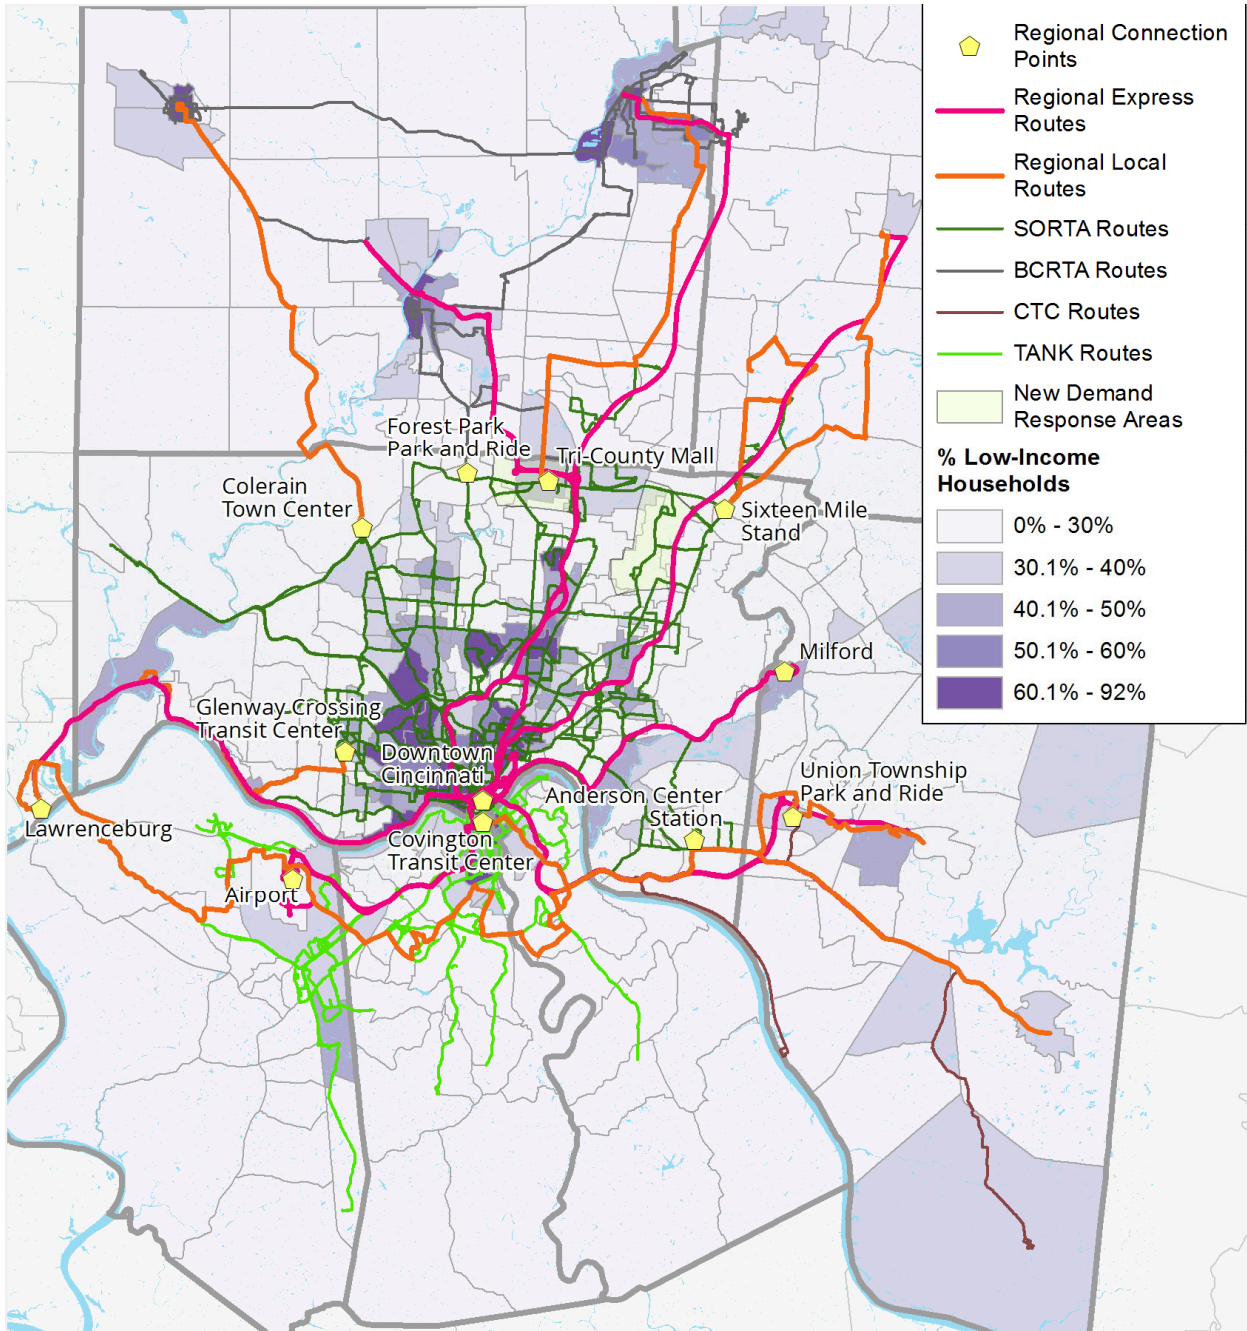 Regional Connection
Points
Regional Express
Routes
Regional Local
Routes
SORTA Routes
BCRTA Routes
CTC Routes
TANK Routes
New Demand
Response Areas
% Low-Income
Households
0% - 30%
30.1% - 40%
40.1% - 50%
50.1% - 60%
60.1% - 92%
Forest Park
Park and Ride
Tri-County Mall
Colerain
Town Center
Sixteen Mile
Stand
Milford
Glenway Crossing
Transit Center
Downtown
Cincinnati
Union Township
Park and Ride
Anderson Center
Station
Lawrenceburg
Covington
Transit Center
Airport